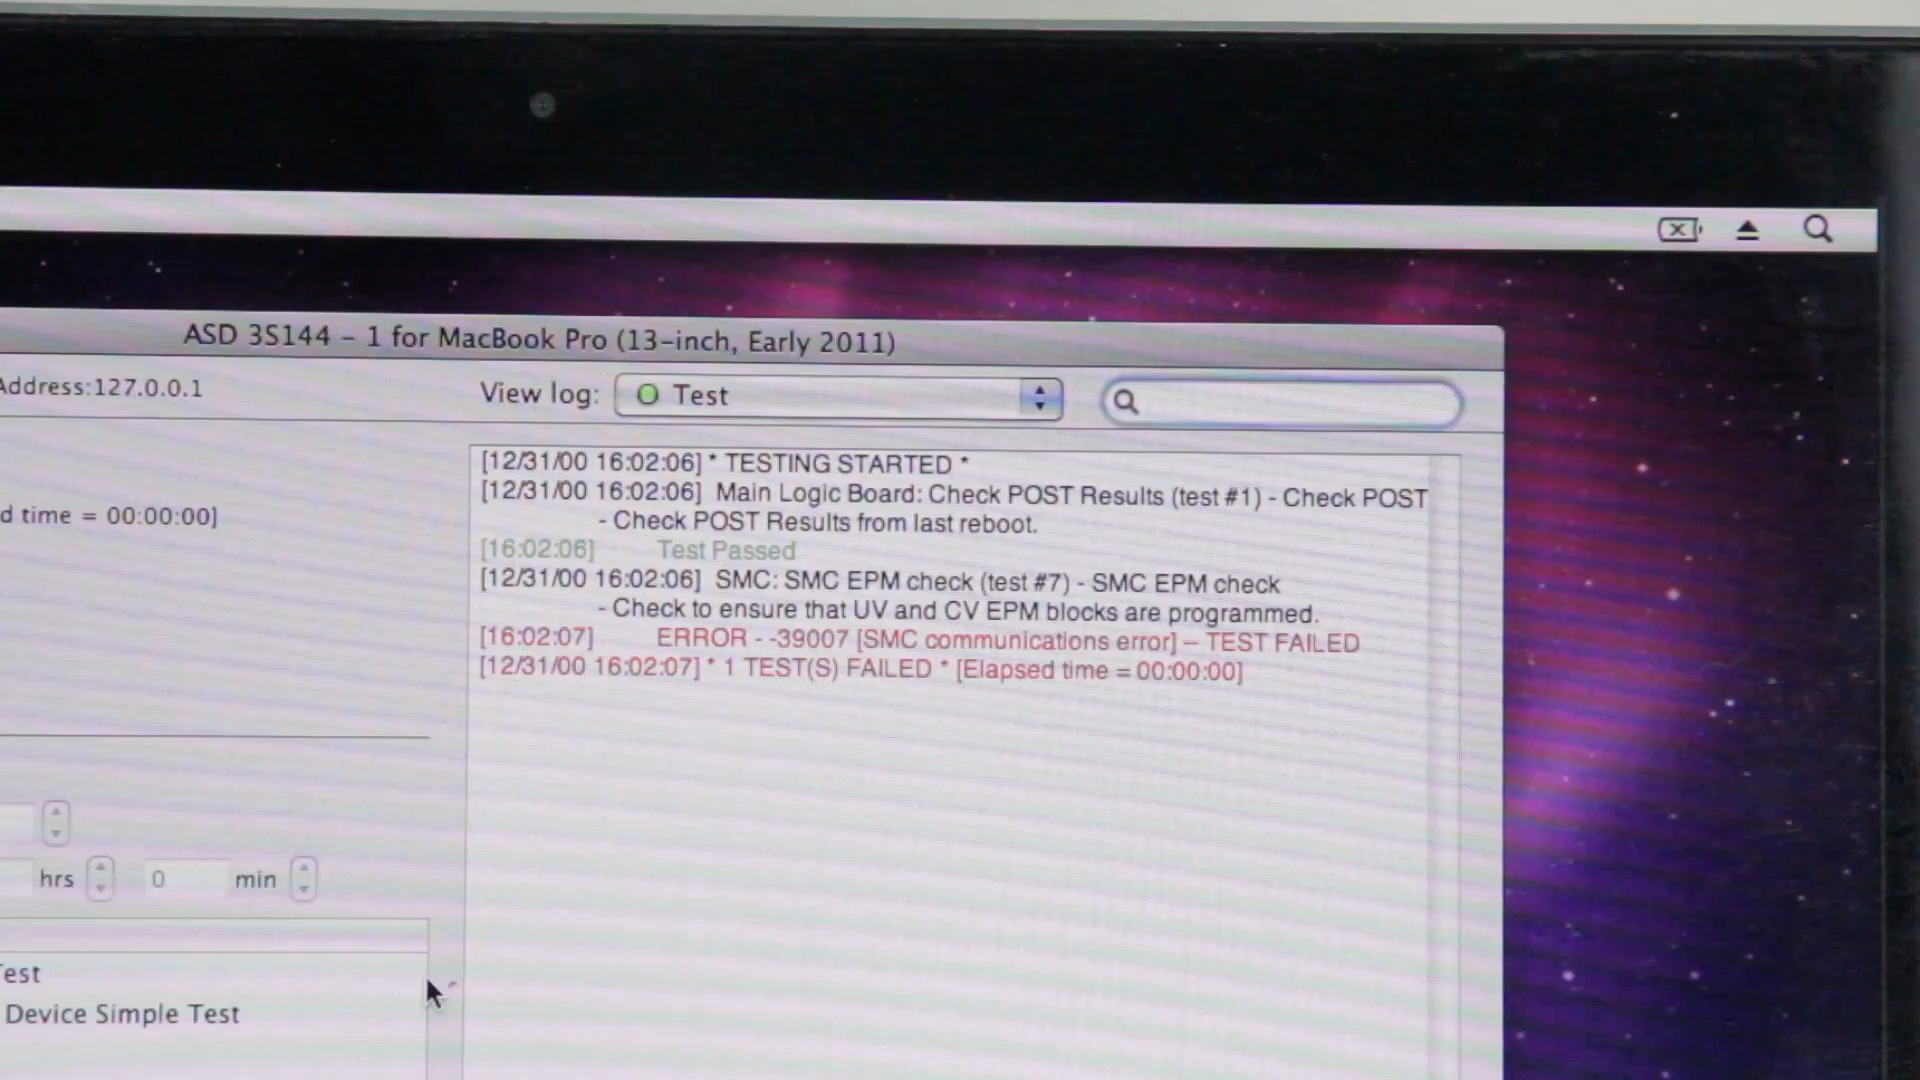 ASD 3S144 – 1 for MacBook Pro (13-inch, Early 2011)
Address:127.0.0.1
View log:
Test
[12/31/00 16:02:06] * TESTING STARTED *
[12/31/00 16:02:06]  Main Logic Board: Check POST Results (test #1) - Check POST
- Check POST Results from last reboot.
[16:02:06] Test Passed
[12/31/00 16:02:06]  SMC: SMC EPM check (test #7) - SMC EPM check
- Check to ensure that UV and CV EPM blocks are programmed.
[16:02:07] ERROR - -39007 [SMC communications error] – TEST FAILED
[12/31/00 16:02:07] * 1 TEST(S) FAILED * [Elapsed time = 00:00:00]
d time = 00:00:00]
hrs 0 min
Test
Device Simple Test